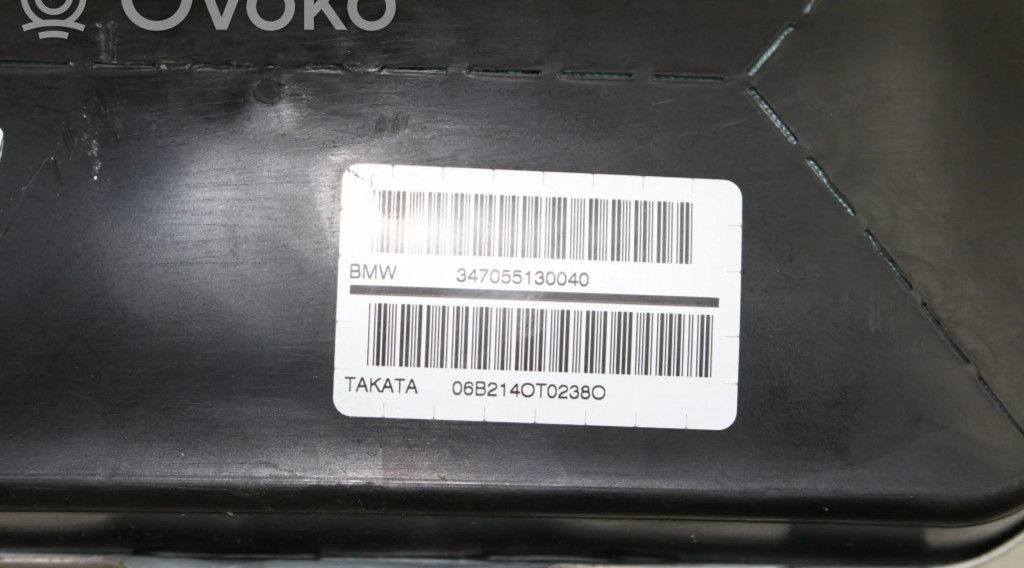 Ovoko
BMW 347055130040
TAKATA 06B214OT0238O